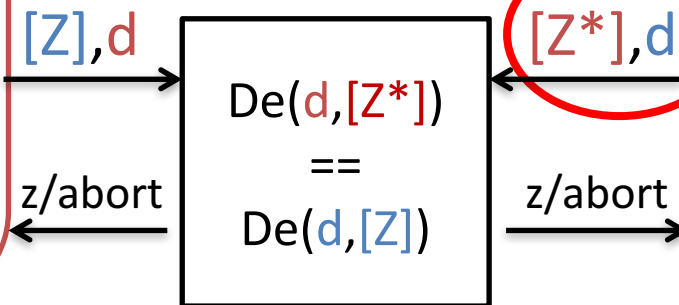 [Z],d
[Z*],d
De(d,[Z*])
==
De(d,[Z])
z/abort
z/abort